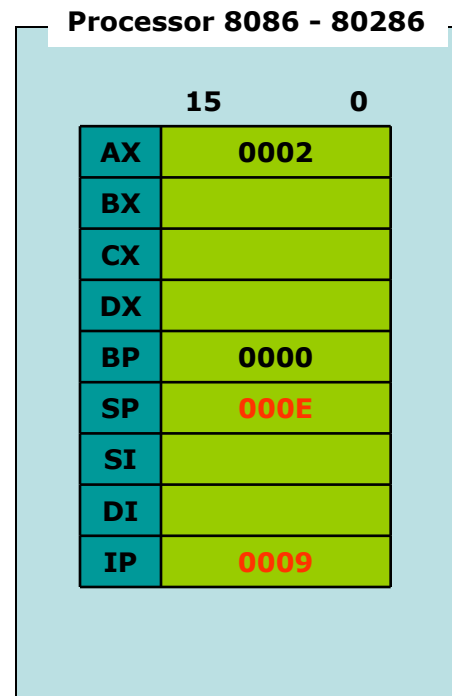 Processor 8086 - 80286
15 0
AX 0002
BX
CX
DX
BP 0000
SP 000E
SI
DI
IP 0009